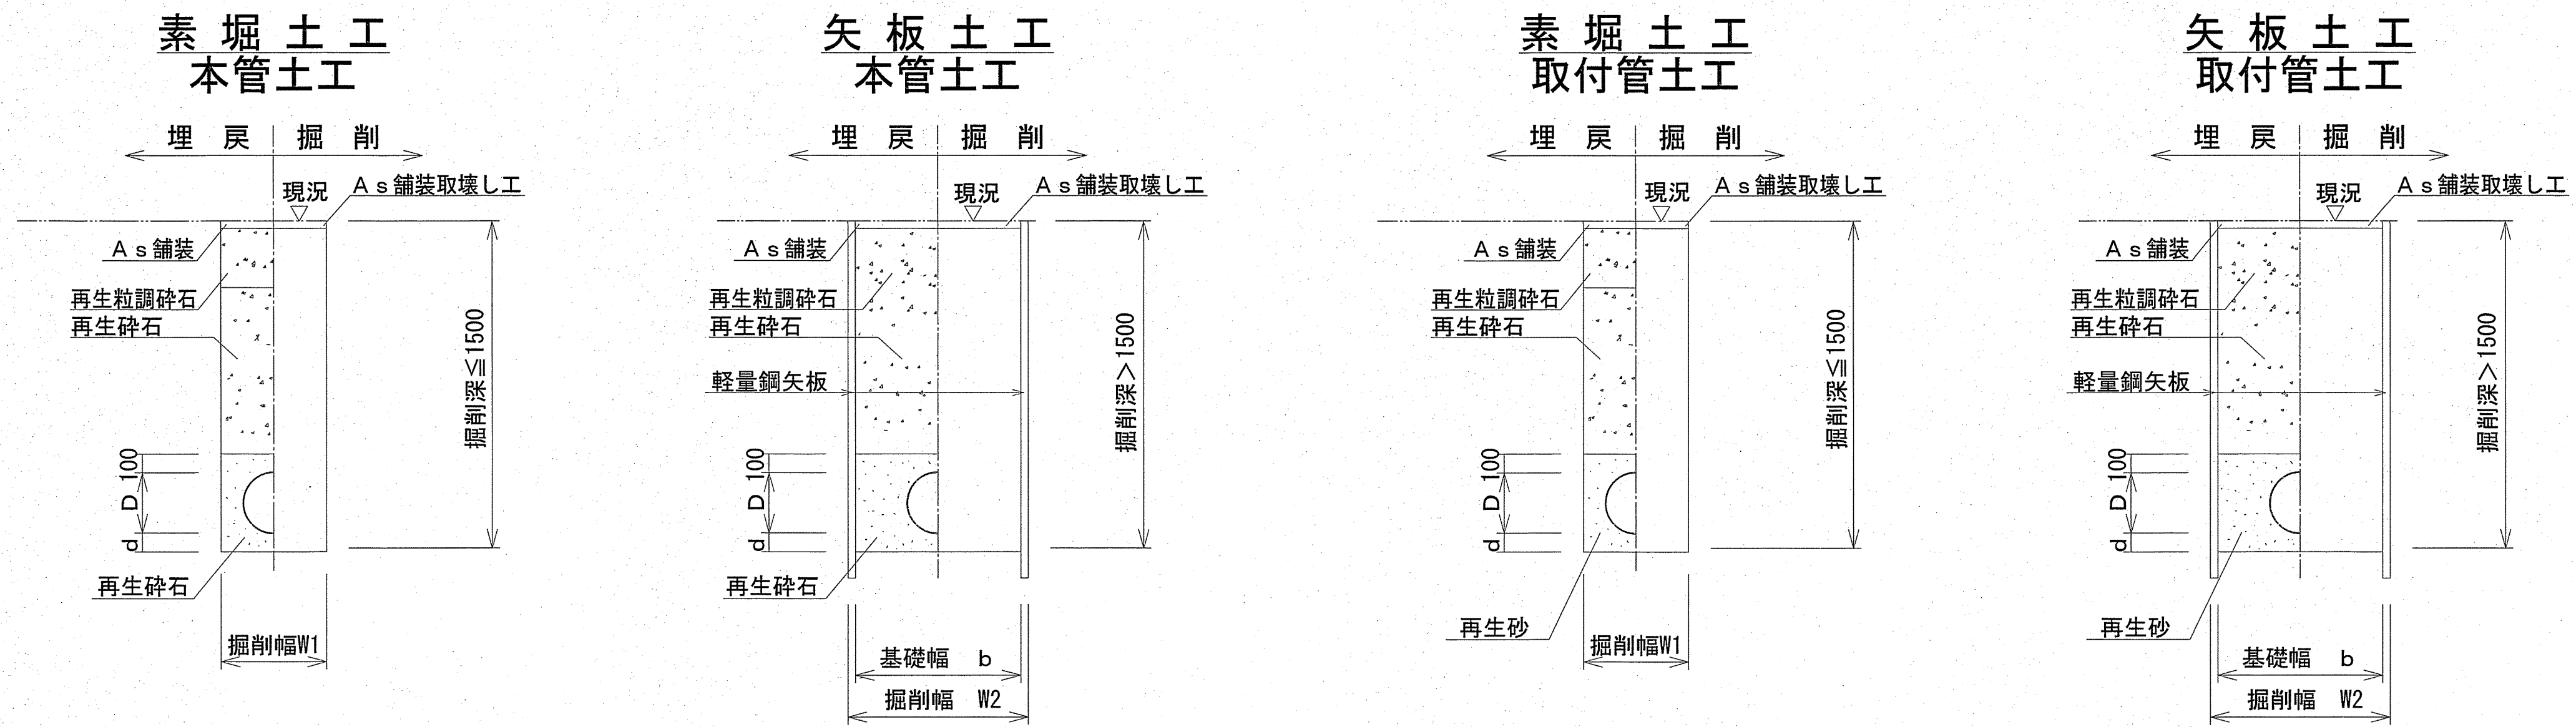 素堀土工
本管土工
埋戻 掘削
現況
Ａｓ舗装取壊し工
Ａｓ舗装
再生粒調砕石
再生砕石
掘削深≦1500
100
D
d
再生砕石
掘削幅W1
矢板土工
本管土工
埋戻 掘削
現況
Ａｓ舗装取壊し工
Ａｓ舗装
再生粒調砕石
再生砕石
軽量鋼矢板
掘削深＞1500
100
D
d
再生砕石
基礎幅 b
掘削幅 W2
素堀土工
取付管土工
埋戻 掘削
現況
Ａｓ舗装取壊し工
Ａｓ舗装
再生粒調砕石
再生砕石
掘削深≦1500
100
D
d
再生砂
掘削幅W1
矢板土工
取付管土工
埋戻 掘削
現況
Ａｓ舗装取壊し工
Ａｓ舗装
再生粒調砕石
再生砕石
軽量鋼矢板
掘削深＞1500
100
D
d
再生砂
基礎幅 b
掘削幅 W2